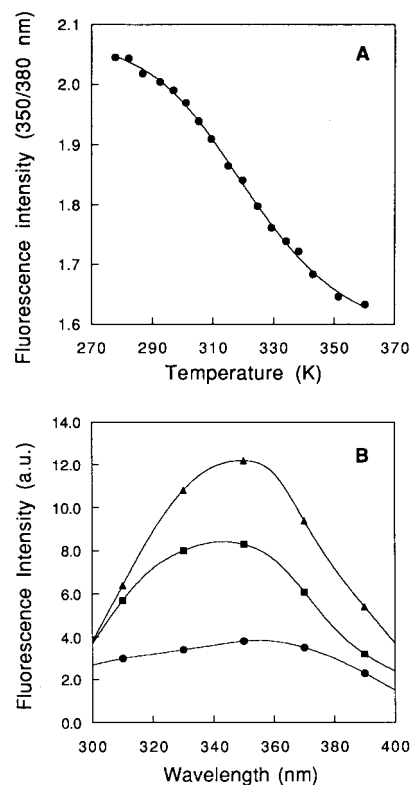 A
Fluorescence intensity (350/380 nm)
2.1
2.0
1.9
1.8
1.7
1.6
270 290 310 330 350 370
Temperature (K)
B
Fluorescence Intensity (a.u.)
14.0
12.0
10.0
8.0
6.0
4.0
2.0
0.0
300 320 340 360 380 400
Wavelength (nm)